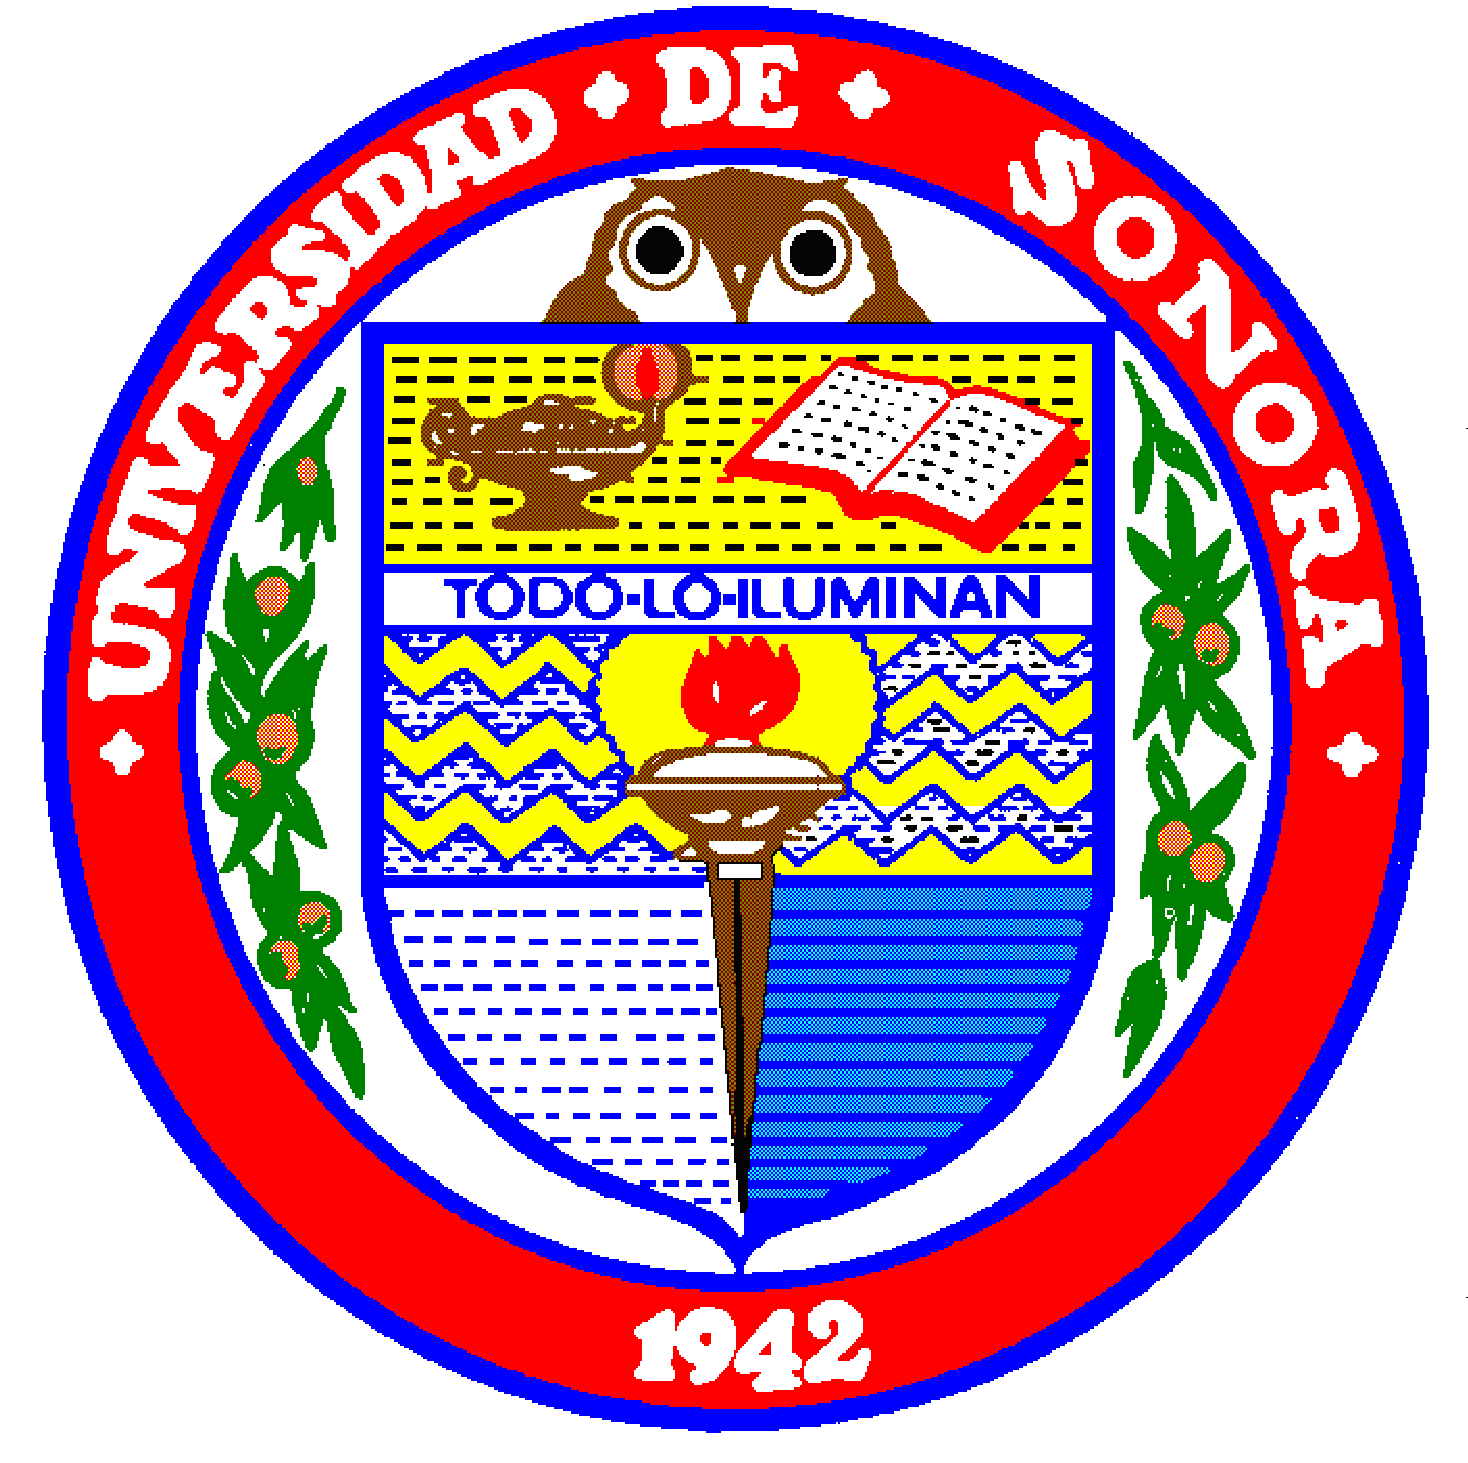 UNIVERSIDAD DE SONORA
TODO-LO-ILUMINAN
1942